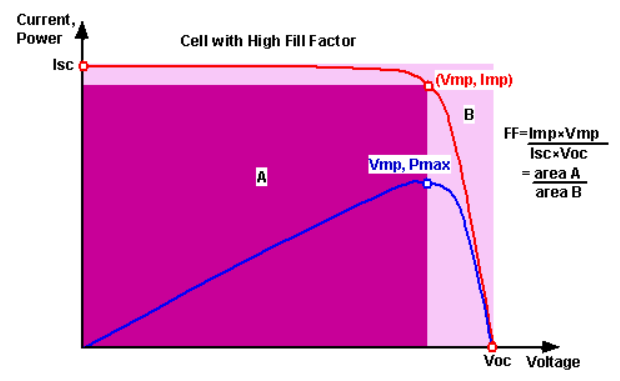 Current,
Power
Cell with High Fill Factor
Isc
(Vmp, Imp)
B
FF=Imp×Vmp
Isc×Voc
Vmp, Pmax
A
= area A
area B
Voc
Voltage